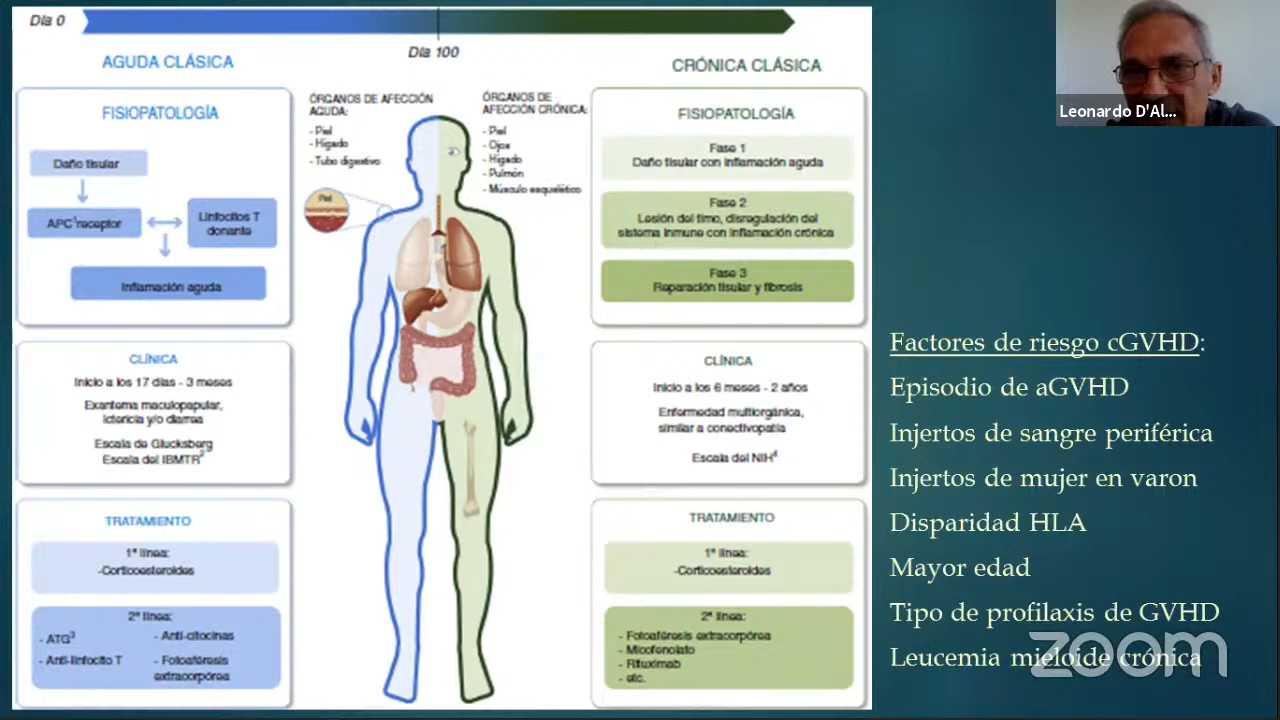 Día 0
Día 100
AGUDA CLÁSICA
FISIOPATOLOGÍA
Daño tisular
APC¹receptor
Linfocitos T
donante
Inflamación aguda
CLÍNICA
Inicio a los 17 días - 3 meses
Exantema maculopapular,
ictericia y/o diarrea
Escala de Glucksberg
Escala del IBMTR²
TRATAMIENTO
1ª línea:
-Corticoesteroides
2ª línea:
- ATG³
- Anti-linfocito T
- Anti-citocinas
- Fotoaféresis
extracorpórea
ÓRGANOS DE AFECCIÓN
AGUDA:
- Piel
- Hígado
- Tubo digestivo
Piel
ÓRGANOS DE
AFECCIÓN CRÓNICA:
- Piel
- Ojos
- Hígado
- Pulmón
- Músculo esquelético
CRÓNICA CLÁSICA
FISIOPATOLOGÍA
Fase 1
Daño tisular con inflamación aguda
Fase 2
Lesión del timo, disregulación del
sistema inmune con inflamación crónica
Fase 3
Reparación tisular y fibrosis
CLÍNICA
Inicio a los 6 meses - 2 años
Enfermedad multiorgánica,
similar a conectivopatía
Escala del NIH⁴
TRATAMIENTO
1ª línea:
-Corticoesteroides
2ª línea:
- Fotoaféresis extracorpórea
- Micofenolato
- Rituximab
- etc.
Leonardo D'Al...
Factores de riesgo cGVHD:
Episodio de aGVHD
Injertos de sangre periférica
Injertos de mujer en varon
Disparidad HLA
Mayor edad
Tipo de profilaxis de GVHD
Leucemia mieloide crónica
zoom